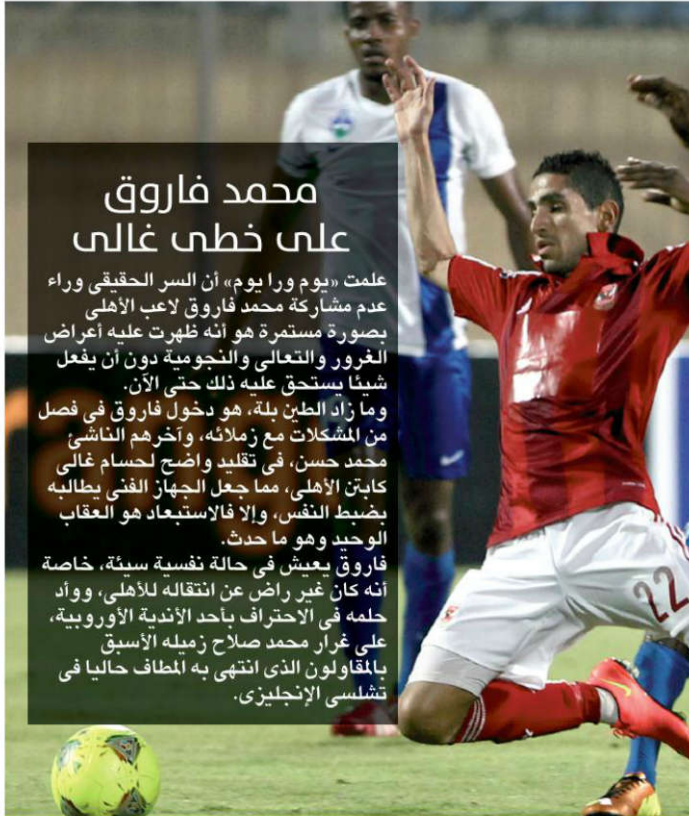 محمد فاروق
على خطى غالى
علمت «يوم ورا يوم» أن السر الحقيقى وراء
عدم مشاركة محمد فاروق لاعب الأهلى
بصورة مستمرة هو أنه ظهرت عليه أعراض
الغرور والتعالى والنجومية دون أن يفعل
شيئا يستحق عليه ذلك حتى الآن.
وما زاد الطين بلة، هو دخول فاروق فى فصل
من المشكلات مع زملائه، وآخرهم الناشئ
محمد حسن، فى تقليد واضح لحسام غالى
كابتن الأهلى، مما جعل الجهاز الفنى يطالبه
بضبط النفس، وإلا فالاستبعاد هو العقاب
الوحيد وهو ما حدث.
فاروق يعيش فى حالة نفسية سيئة، خاصة
أنه كان غير راض عن انتقاله للأهلى، ووأد
حلمه فى الاحتراف بأحد الأندية الأوروبية،
على غرار محمد صلاح زميله الأسبق
بالمقاولون الذى انتهى به المطاف حاليا فى
تشلسى الإنجليزى.
22